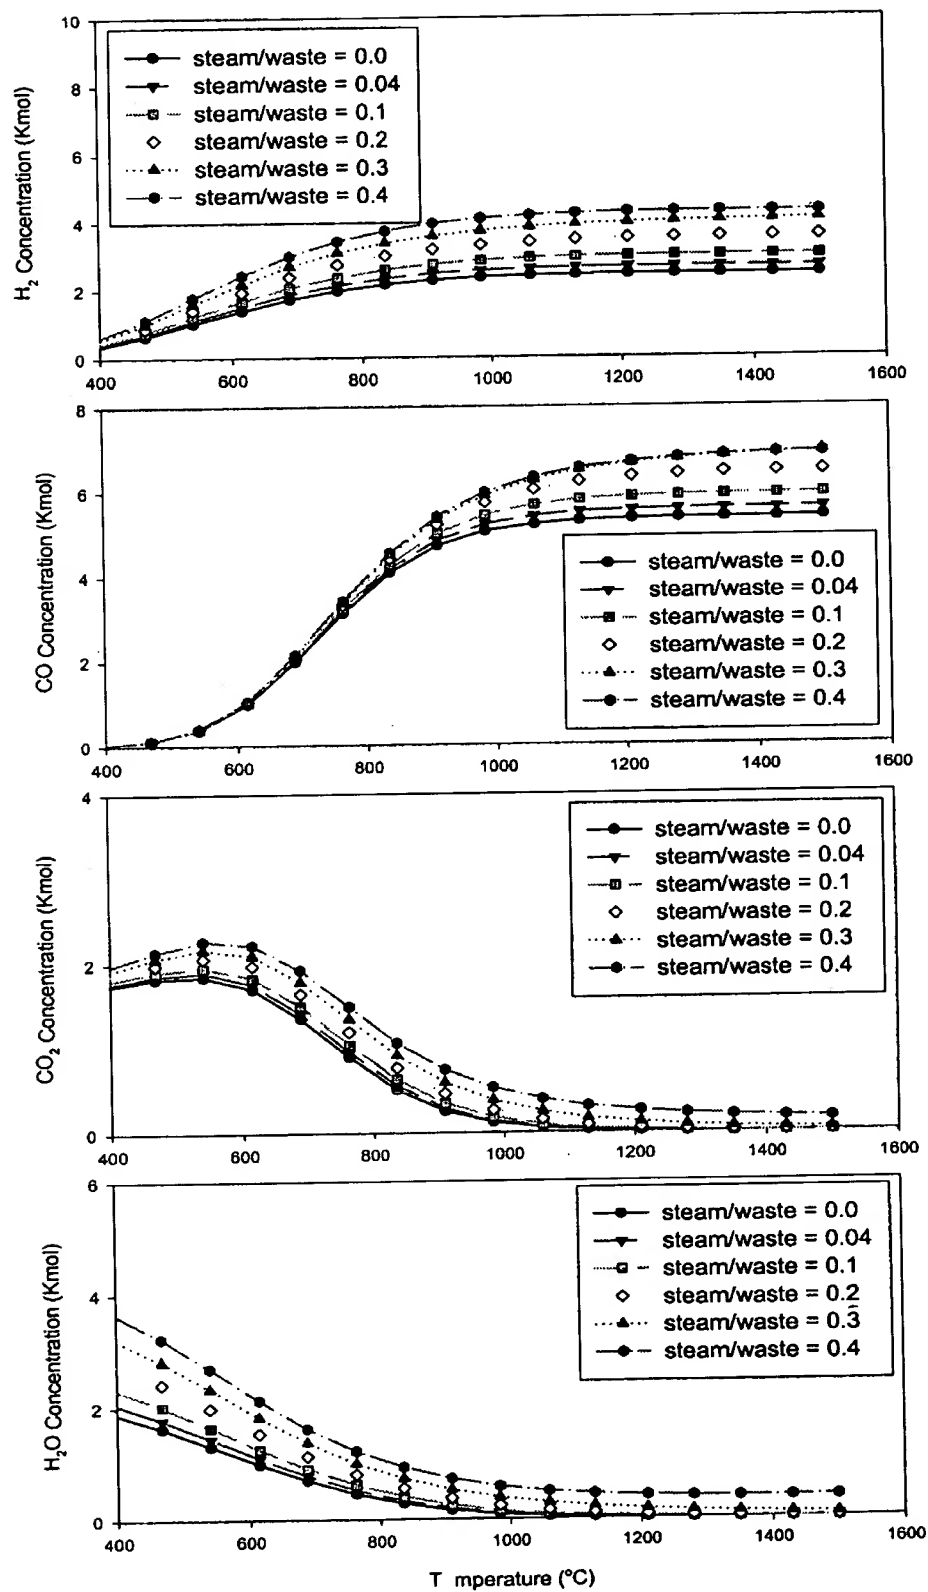 10
8
6
4
2
0
H2 Concentration (Kmol)
steam/waste = 0.0
steam/waste = 0.04
steam/waste = 0.1
steam/waste = 0.2
steam/waste = 0.3
steam/waste = 0.4
400 600 800 1000 1200 1400 1600
8
6
4
2
0
CO Concentration (Kmol)
steam/waste = 0.0
steam/waste = 0.04
steam/waste = 0.1
steam/waste = 0.2
steam/waste = 0.3
steam/waste = 0.4
400 600 800 1000 1200 1400 1600
4
2
0
CO2 Concentration (Kmol)
steam/waste = 0.0
steam/waste = 0.04
steam/waste = 0.1
steam/waste = 0.2
steam/waste = 0.3
steam/waste = 0.4
400 600 800 1000 1200 1400 1600
6
4
2
0
H2O Concentration (Kmol)
steam/waste = 0.0
steam/waste = 0.04
steam/waste = 0.1
steam/waste = 0.2
steam/waste = 0.3
steam/waste = 0.4
400 600 800 1000 1200 1400 1600
T mperature (°C)